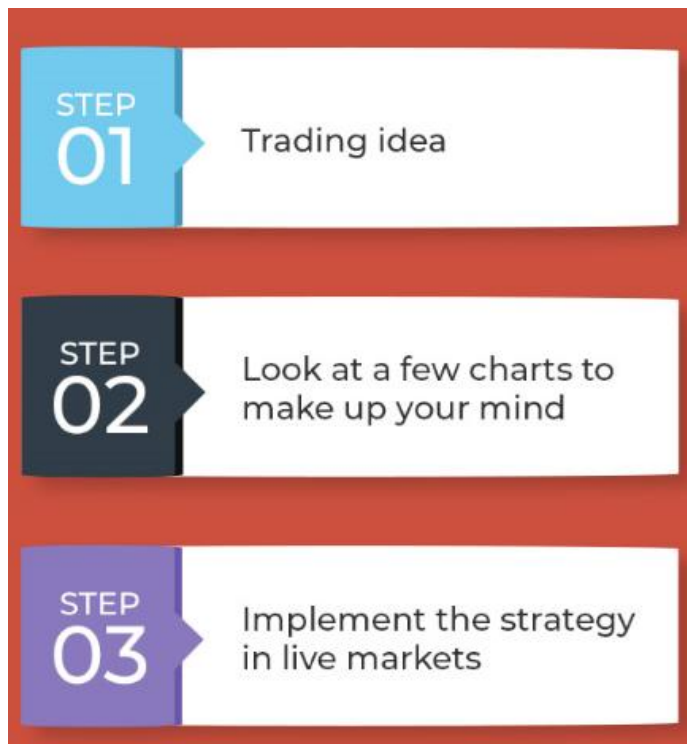 STEP
01
Trading idea
STEP
02
Look at a few charts to
make up your mind
STEP
03
Implement the strategy
in live markets